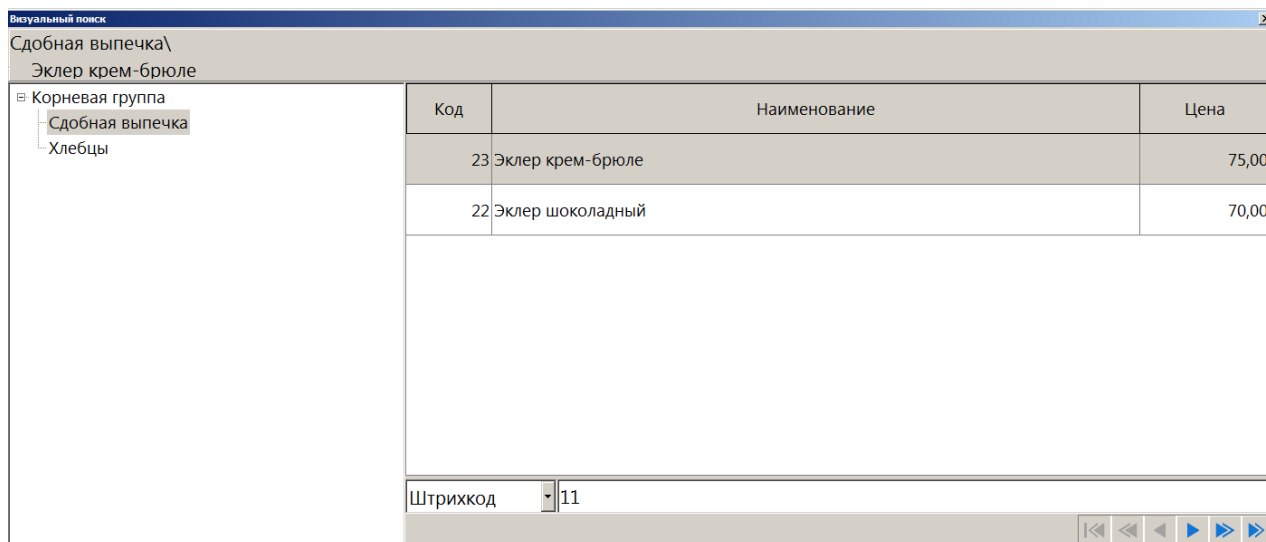 Визуальный поиск
Сдобная выпечка\
Эклер крем-брюле
Корневая группа
Сдобная выпечка
Хлебцы
Код Наименование Цена
23 Эклер крем-брюле 75,00
22 Эклер шоколадный 70,00
Штрихкод 11